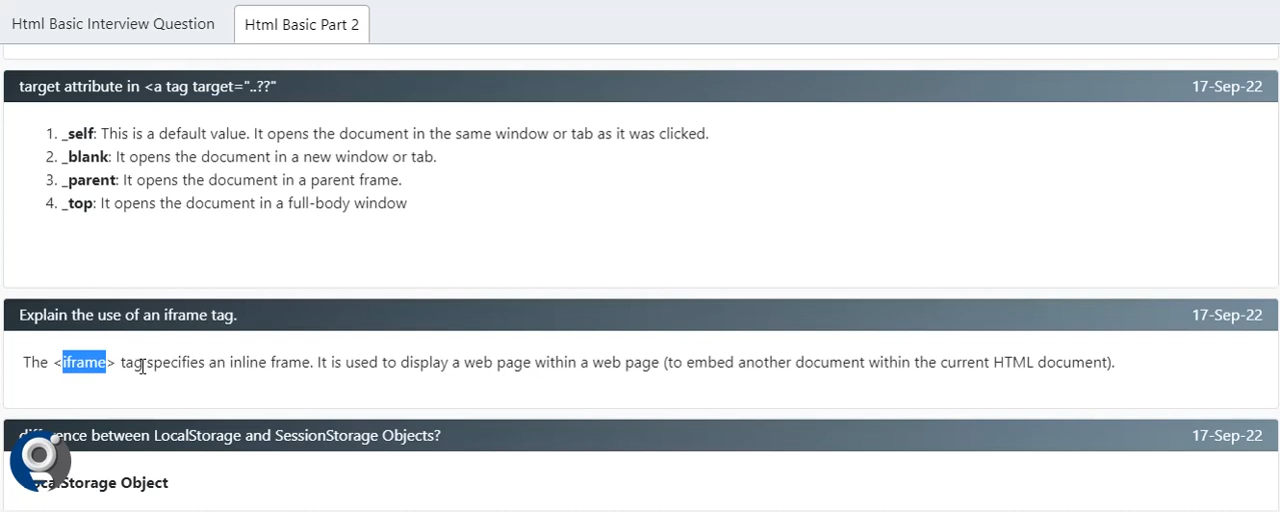 Html Basic Interview Question
Html Basic Part 2
target attribute in <a tag target="..??"
17-Sep-22
1. _self: This is a default value. It opens the document in the same window or tab as it was clicked.
2. _blank: It opens the document in a new window or tab.
3. _parent: It opens the document in a parent frame.
4. _top: It opens the document in a full-body window
Explain the use of an iframe tag.
17-Sep-22
The <iframe> tag specifies an inline frame. It is used to display a web page within a web page (to embed another document within the current HTML document).
difference between LocalStorage and SessionStorage Objects?
17-Sep-22
LocalStorage Object